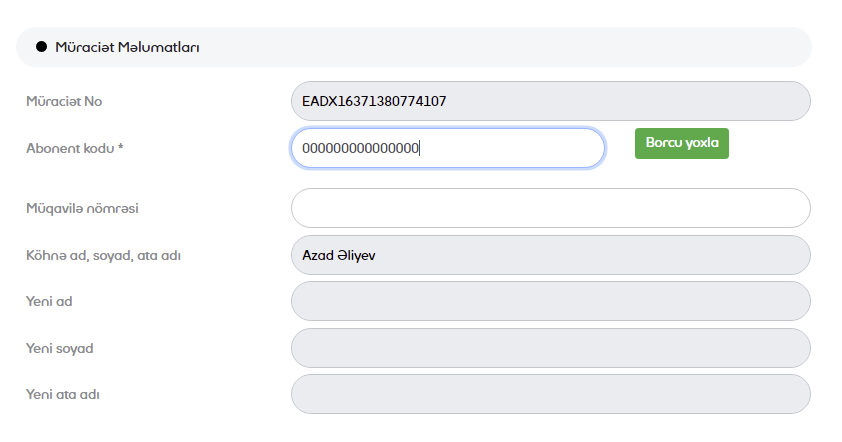 Müraciət Məlumatları
Müraciət No EADX16371380774107
Abonent kodu * 000000000000000 Borcu yoxla
Müqavilə nömrəsi
Köhnə ad, soyad, ata adı Azad Əliyev
Yeni ad
Yeni soyad
Yeni ata adı